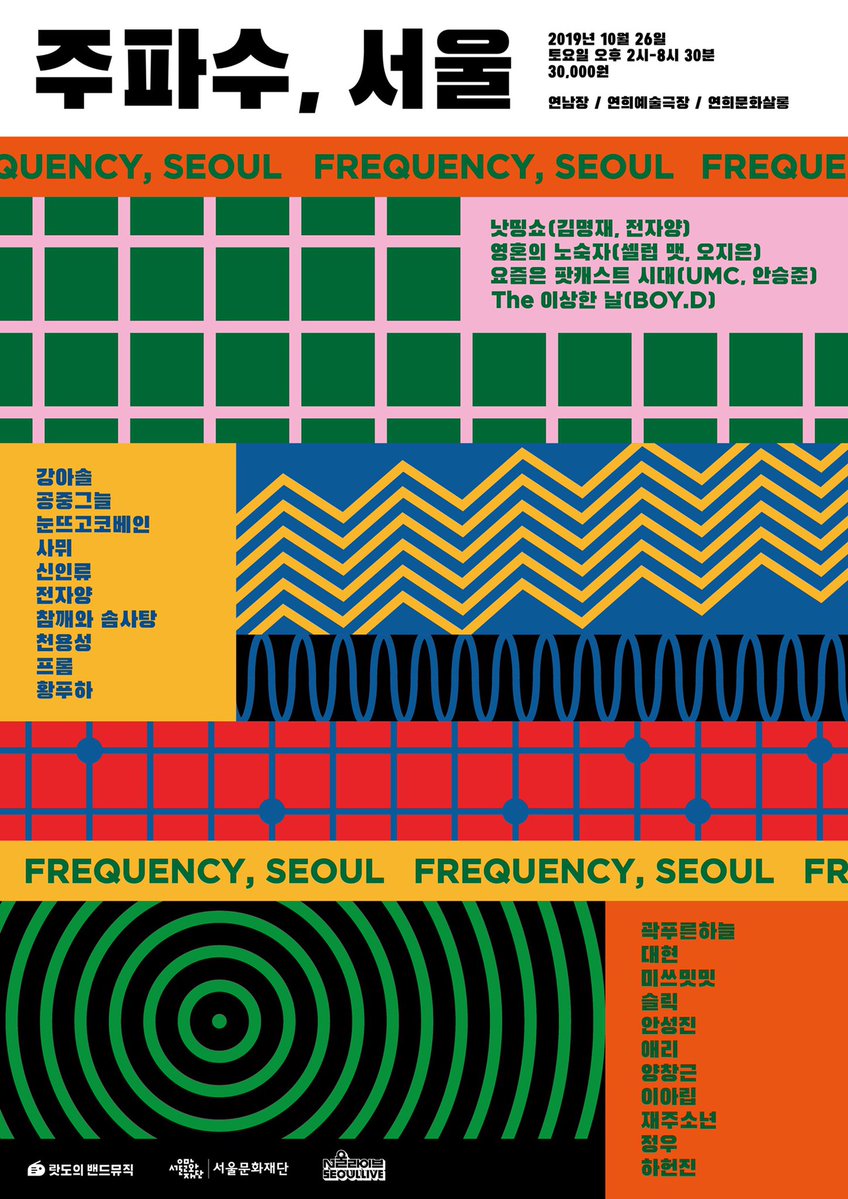 주파수, 서울
2019년 10월 26일
토요일 오후 2시-8시 30분
30,000원
연남장 / 연희예술극장 / 연희문화살롱
QUENCY, SEOUL FREQUENCY, SEOUL FREQUE
낫띵쇼(김명재, 전자양)
영혼의 노숙자(셀럽 맷, 오지은)
요즘은 팟캐스트 시대(UMC, 안승준)
The 이상한 날(BOY.D)
강아솔
공중그늘
눈뜨고코베인
사뮈
신인류
전자양
참깨와 솜사탕
천용성
프롬
황푸하
FREQUENCY, SEOUL FREQUENCY, SEOUL FR
곽푸른하늘
대현
미쓰밋밋
슬릭
안성진
애리
양창근
이아립
재주소년
정우
하헌진
랏도의 밴드뮤직
서울문화재단
서울라이브
SEOULLIVE